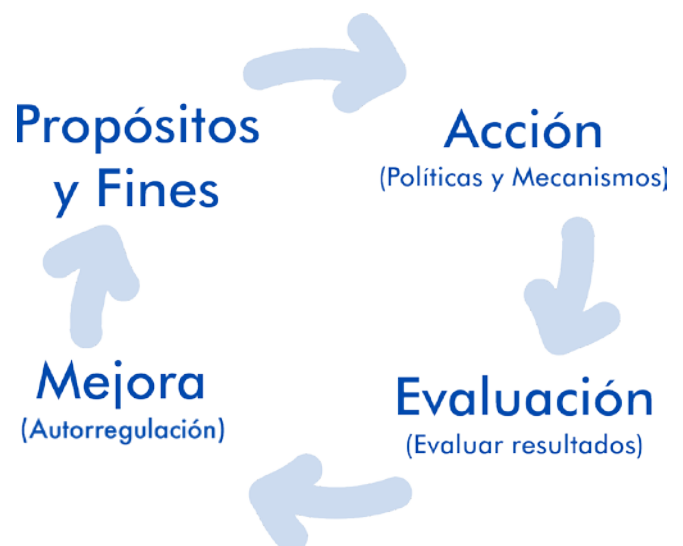 Propósitos
y Fines
Acción
(Políticas y Mecanismos)
Evaluación
(Evaluar resultados)
Mejora
(Autorregulación)